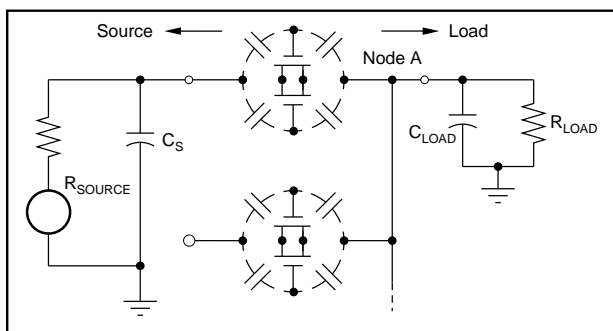 Source
Load
Node A
R_SOURCE
C_S
C_LOAD
R_LOAD